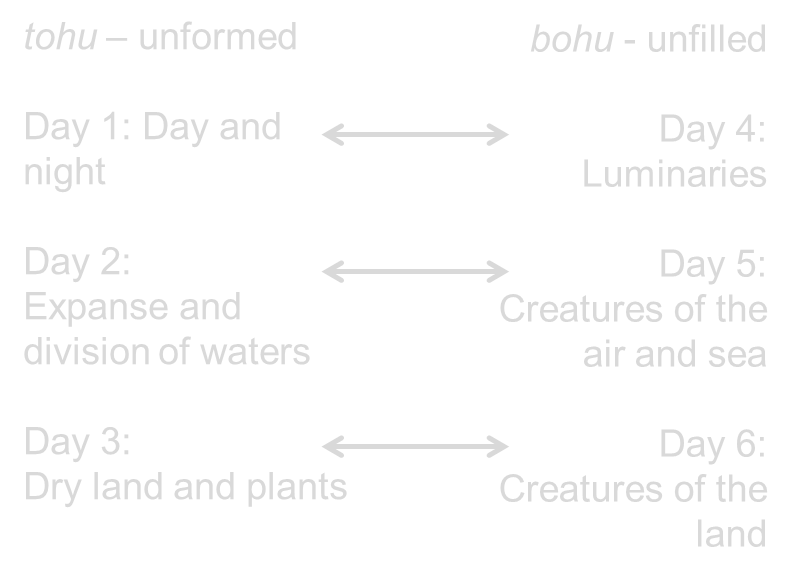 tohu – unformed
bohu - unfilled
Day 1: Day and
night
Day 4:
Luminaries
Day 2:
Expanse and
division of waters
Day 5:
Creatures of the
air and sea
Day 3:
Dry land and plants
Day 6:
Creatures of the
land